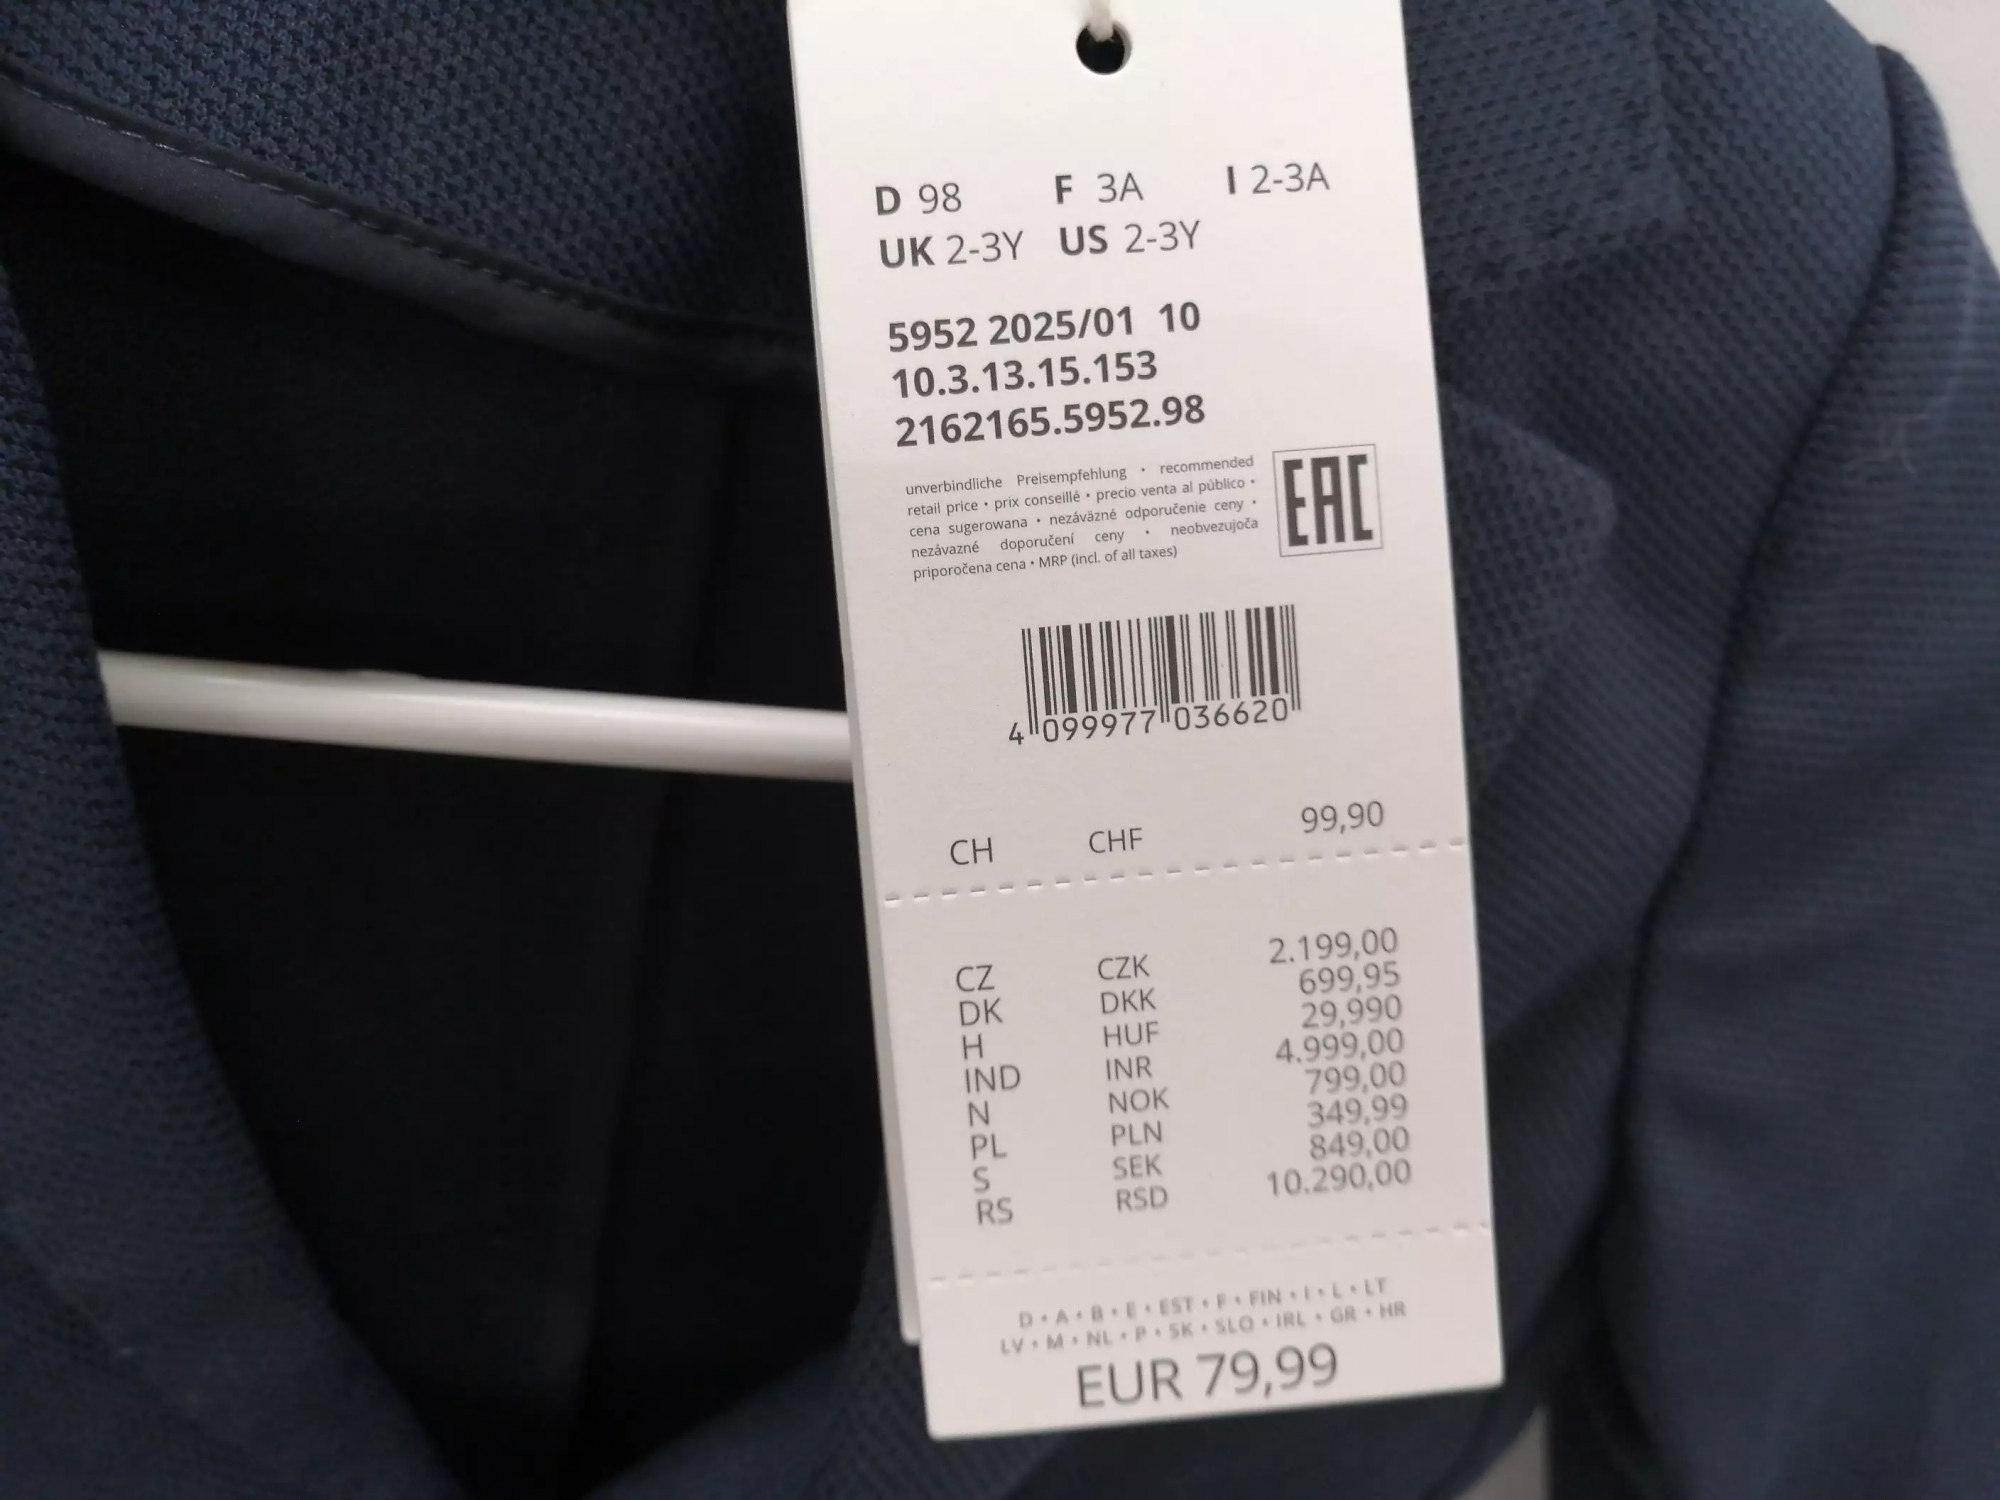 D 98 F 3A I 2-3A
UK 2-3Y US 2-3Y
5952 2025/01 10
10.3.13.15.153
2162165.5952.98
unverbindliche Preisempfehlung • recommended
retail price • prix conseillé • precio venta al público •
cena sugerowana • nezáväzné odporučenie ceny •
nezávazné doporučení ceny • neobvezujoča
priporočena cena • MRP (incl. of all taxes)
EAC
4 099977 036620
CH CHF 99,90
CZ CZK 2.199,00
DK DKK 699,95
H HUF 29,990
IND INR 4.999,00
N NOK 799,00
PL PLN 349,99
S SEK 849,00
RS RSD 10.290,00
D • A • B • E • EST • F • FIN • I • L • LT
LV • M • NL • P • SK • SLO • IRL • GR • HR
EUR 79,99